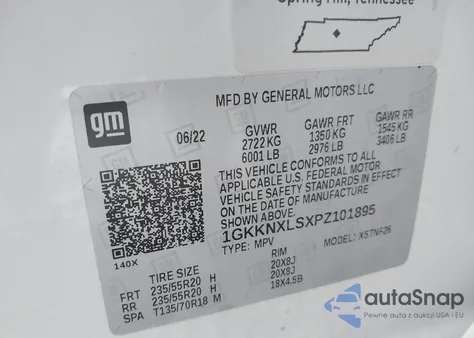 Spring Hill, Tennessee
MFD BY GENERAL MOTORS LLC
gm
06/22
GVWR GAWR FRT GAWR RR
2722 KG 1350 KG 1545 KG
6001 LB 2976 LB 3406 LB
THIS VEHICLE CONFORMS TO ALL
APPLICABLE U.S. FEDERAL MOTOR
VEHICLE SAFETY STANDARDS IN EFFECT
ON THE DATE OF MANUFACTURE
SHOWN ABOVE.
1GKKNXLSXPZ101895
TYPE: MPV MODEL: X5TNF26
140X
TIRE SIZE RIM
FRT 235/55R20 H 20X8J
RR 235/55R20 H 20X8J
SPA T135/70R18 M 18X4.5B
autoSnap
Pewne auta z aukcji USA i EU